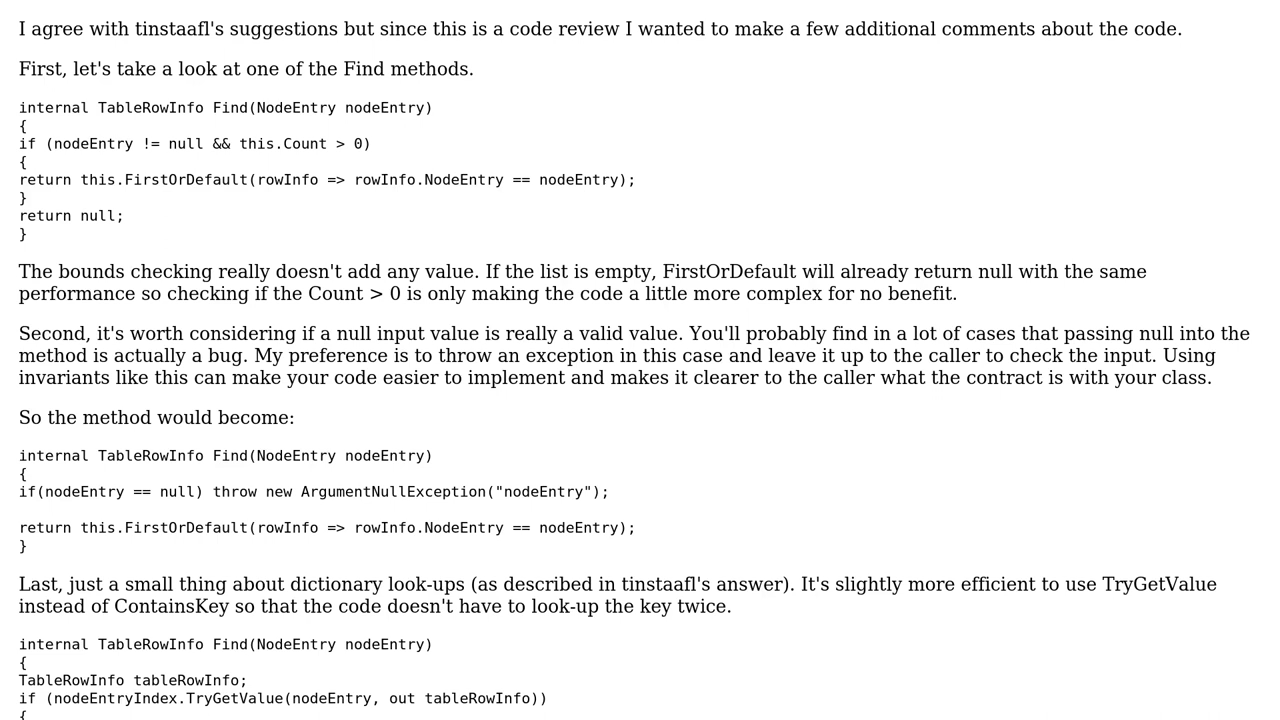 I agree with tinstaafl's suggestions but since this is a code review I wanted to make a few additional comments about the code.
First, let's take a look at one of the Find methods.
internal TableRowInfo Find(NodeEntry nodeEntry)
{
if (nodeEntry != null && this.Count > 0)
{
return this.FirstOrDefault(rowInfo => rowInfo.NodeEntry == nodeEntry);
}
return null;
}
The bounds checking really doesn't add any value. If the list is empty, FirstOrDefault will already return null with the same
performance so checking if the Count > 0 is only making the code a little more complex for no benefit.
Second, it's worth considering if a null input value is really a valid value. You'll probably find in a lot of cases that passing null into the
method is actually a bug. My preference is to throw an exception in this case and leave it up to the caller to check the input. Using
invariants like this can make your code easier to implement and makes it clearer to the caller what the contract is with your class.
So the method would become:
internal TableRowInfo Find(NodeEntry nodeEntry)
{
if(nodeEntry == null) throw new ArgumentNullException("nodeEntry");
return this.FirstOrDefault(rowInfo => rowInfo.NodeEntry == nodeEntry);
}
Last, just a small thing about dictionary look-ups (as described in tinstaafl's answer). It's slightly more efficient to use TryGetValue
instead of ContainsKey so that the code doesn't have to look-up the key twice.
internal TableRowInfo Find(NodeEntry nodeEntry)
{
TableRowInfo tableRowInfo;
if (nodeEntryIndex.TryGetValue(nodeEntry, out tableRowInfo))
{